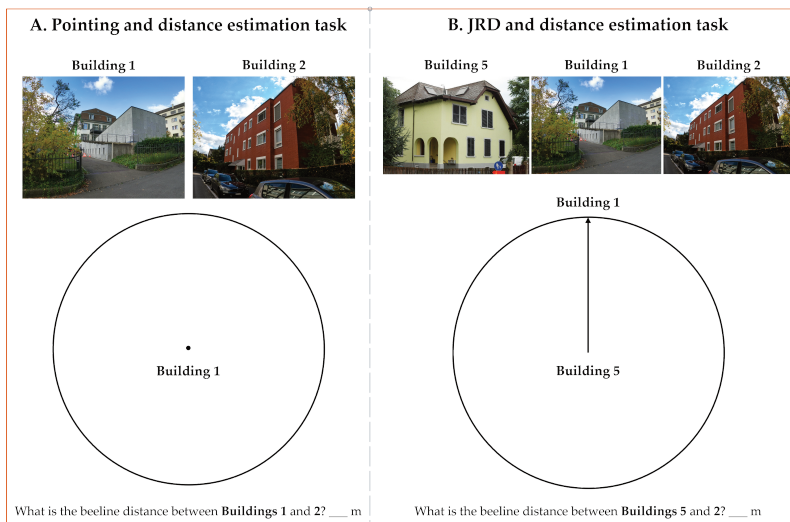 A. Pointing and distance estimation task
Building 1
Building 2
Building 1
What is the beeline distance between Buildings 1 and 2? ___ m
B. JRD and distance estimation task
Building 5
Building 1
Building 2
Building 1
Building 5
What is the beeline distance between Buildings 5 and 2? ___ m